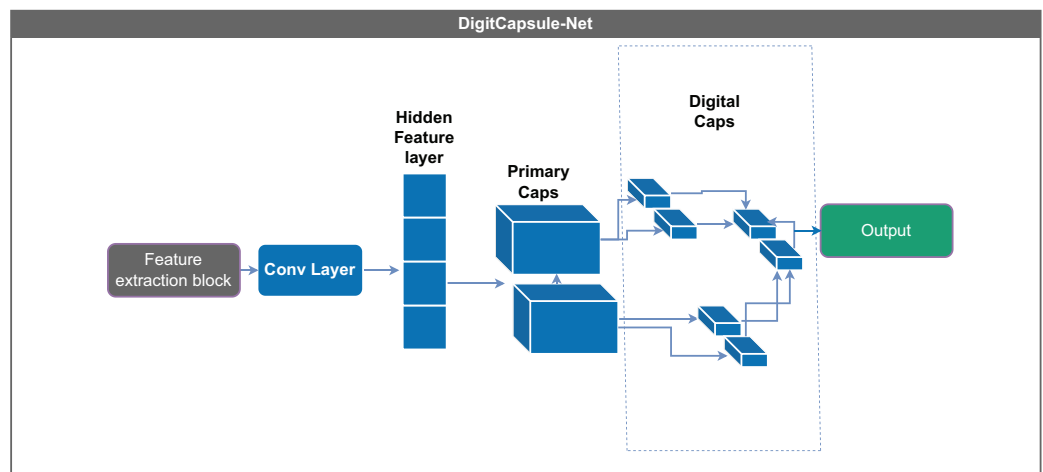 DigitCapsule-Net
Digital
Caps
Hidden
Feature
layer
Primary
Caps
Feature
extraction block
Conv Layer
Output